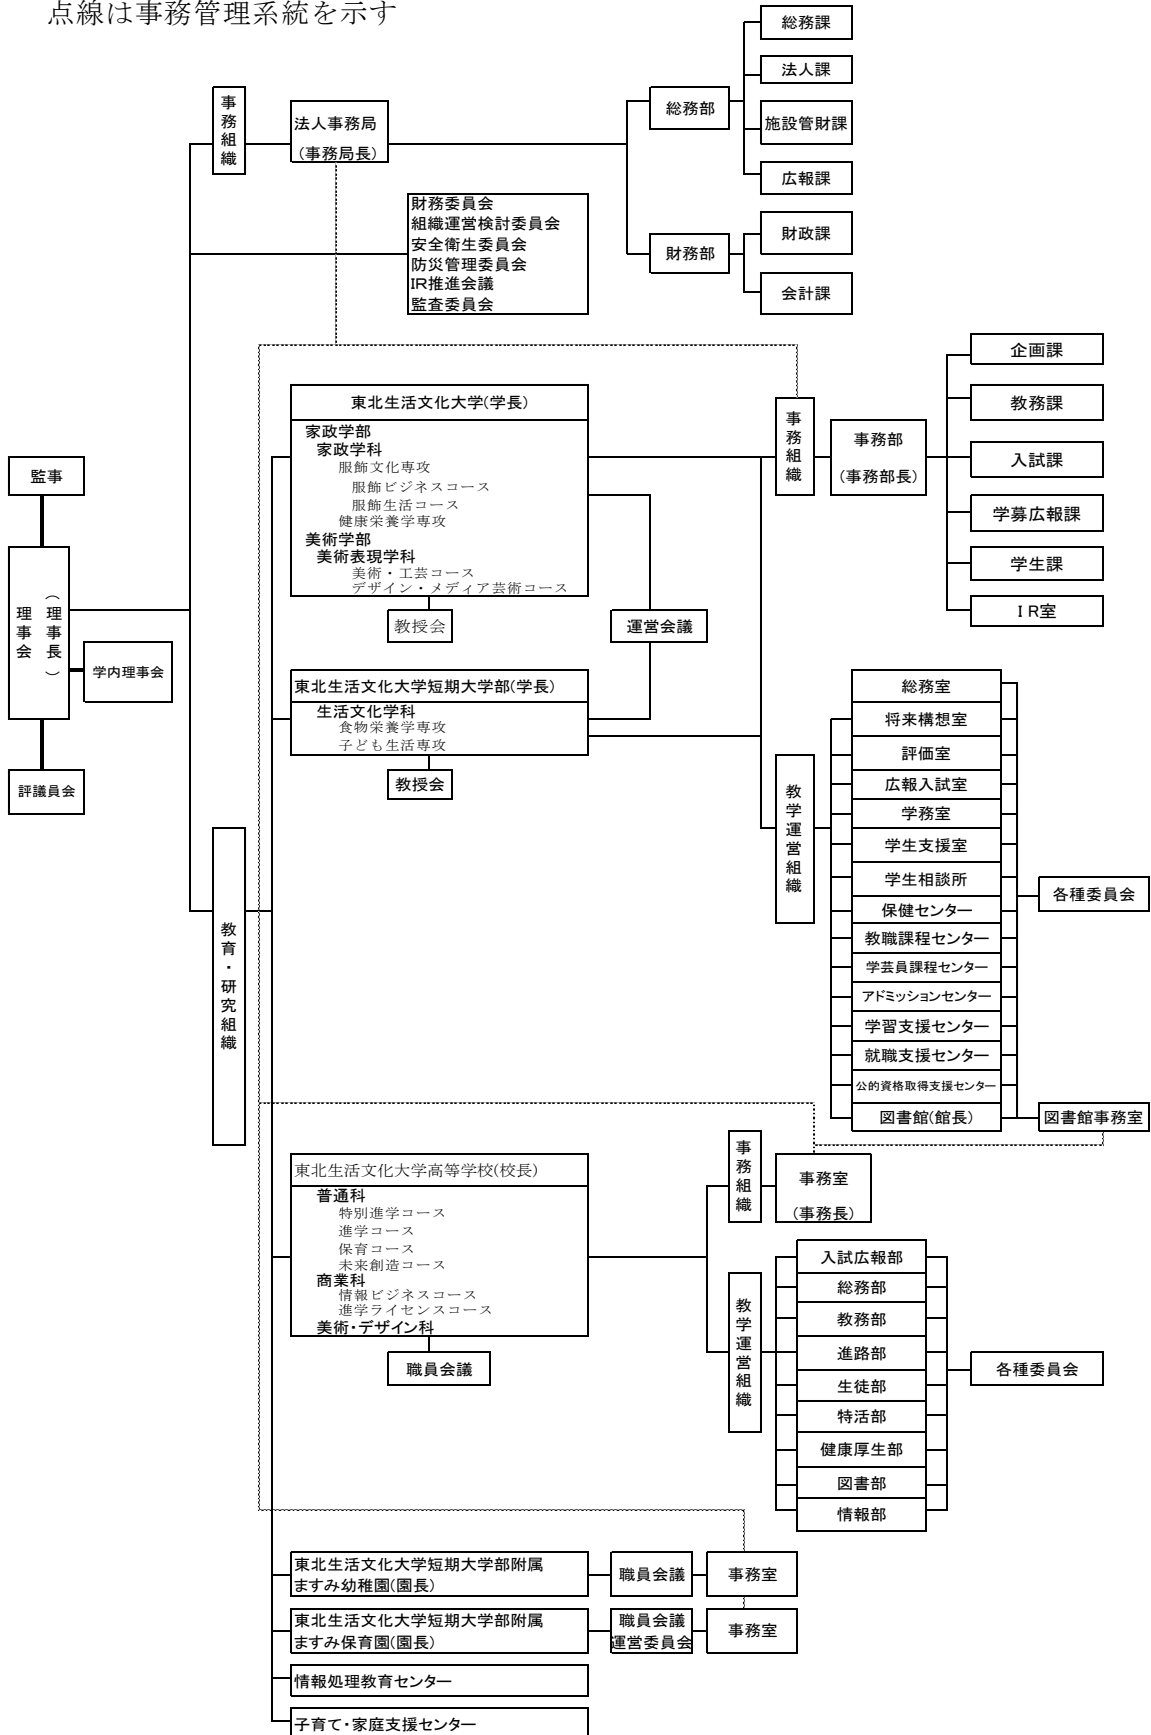 点線は事務管理系統を示す
総務課
法人課
施設管財課
広報課
総務部
財務部
財政課
会計課
事務組織
法人事務局
(事務局長)
財務委員会
組織運営検討委員会
安全衛生委員会
防災管理委員会
IR推進会議
監査委員会
監事
理事会
(理事長)
学内理事会
評議員会
教育・研究組織
東北生活文化大学(学長)
家政学部
家政学科
服飾文化専攻
服飾ビジネスコース
服飾生活コース
健康栄養学専攻
美術学部
美術表現学科
美術・工芸コース
デザイン・メディア芸術コース
教授会
運営会議
東北生活文化大学短期大学部(学長)
生活文化学科
食物栄養学専攻
子ども生活専攻
教授会
事務組織
事務部
(事務部長)
企画課
教務課
入試課
学募広報課
学生課
IR室
教学運営組織
総務室
将来構想室
評価室
広報入試室
学務室
学生支援室
学生相談所
保健センター
教職課程センター
学芸員課程センター
アドミッションセンター
学習支援センター
就職支援センター
公的資格取得支援センター
図書館(館長)
各種委員会
図書館事務室
東北生活文化大学高等学校(校長)
普通科
特別進学コース
進学コース
保育コース
未来創造コース
商業科
情報ビジネスコース
進学ライセンスコース
美術・デザイン科
職員会議
事務組織
事務室
(事務長)
教学運営組織
入試広報部
総務部
教務部
進路部
生徒部
特活部
健康厚生部
図書部
情報部
各種委員会
東北生活文化大学短期大学部附属
ますみ幼稚園(園長)
職員会議
事務室
東北生活文化大学短期大学部附属
ますみ保育園(園長)
職員会議
運営委員会
事務室
情報処理教育センター
子育て・家庭支援センター